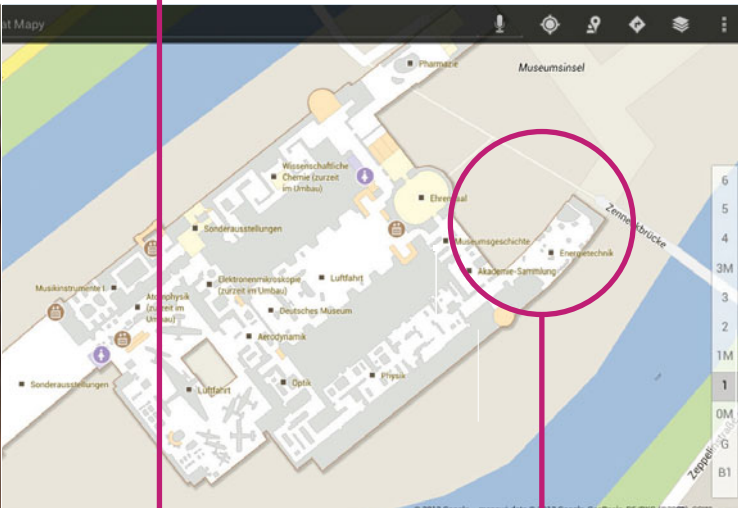 at Mapy
Pharmazie
Museumsinsel
Wissenschaftliche
Chemie (zurzeit
im Umbau)
6
Ehrensaal
5
Zenneckbrücke
Sonderausstellungen
4
Museumsgeschichte
Energietechnik
3M
Akademie-Sammlung
Elektronenmikroskopie
(zurzeit im Umbau)
Luftfahrt
Musikinstrumente I
Atomphysik
(zurzeit im
Umbau)
3
Deutsches Museum
2
Aerodynamik
1M
Physik
Optik
Sonderausstellungen
Luftfahrt
1
0M
G
B1